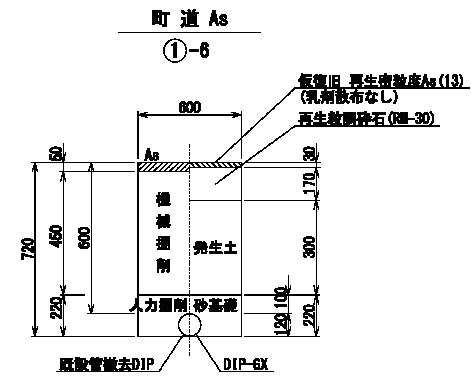 町 道 As
①-6
仮復旧 再生密粒度As(13)
(乳剤散布なし)
600
再生粒調砕石(RM-30)
50
As
30
170
機械掘削
発生土
720
450
600
300
人力掘削
砂基礎
220
100
120
220
既設管撤去DIP
DIP-GX